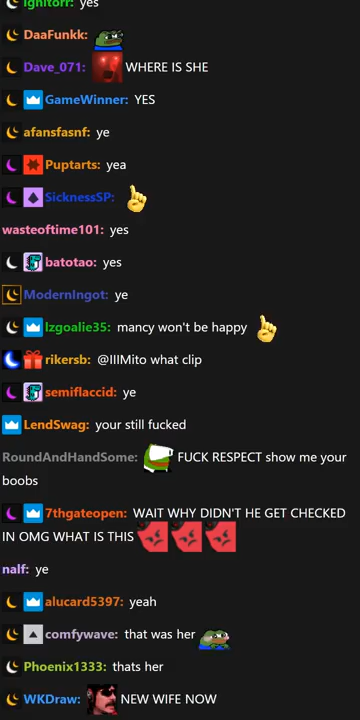 Ignitorr: yes
DaaFunkk:
Dave_071: WHERE IS SHE
GameWinner: YES
afansfasnf: ye
Puptarts: yea
SicknessSP:
wasteoftime101: yes
batotao: yes
ModernIngot: ye
lzgoalie35: mancy won't be happy
rikersb: @IIIMito what clip
semiflaccid: ye
LendSwag: your still fucked
RoundAndHandSome: FUCK RESPECT show me your
boobs
7thgateopen: WAIT WHY DIDN'T HE GET CHECKED
IN OMG WHAT IS THIS
nalf: ye
alucard5397: yeah
comfywave: that was her
Phoenix1333: thats her
WKDraw: NEW WIFE NOW